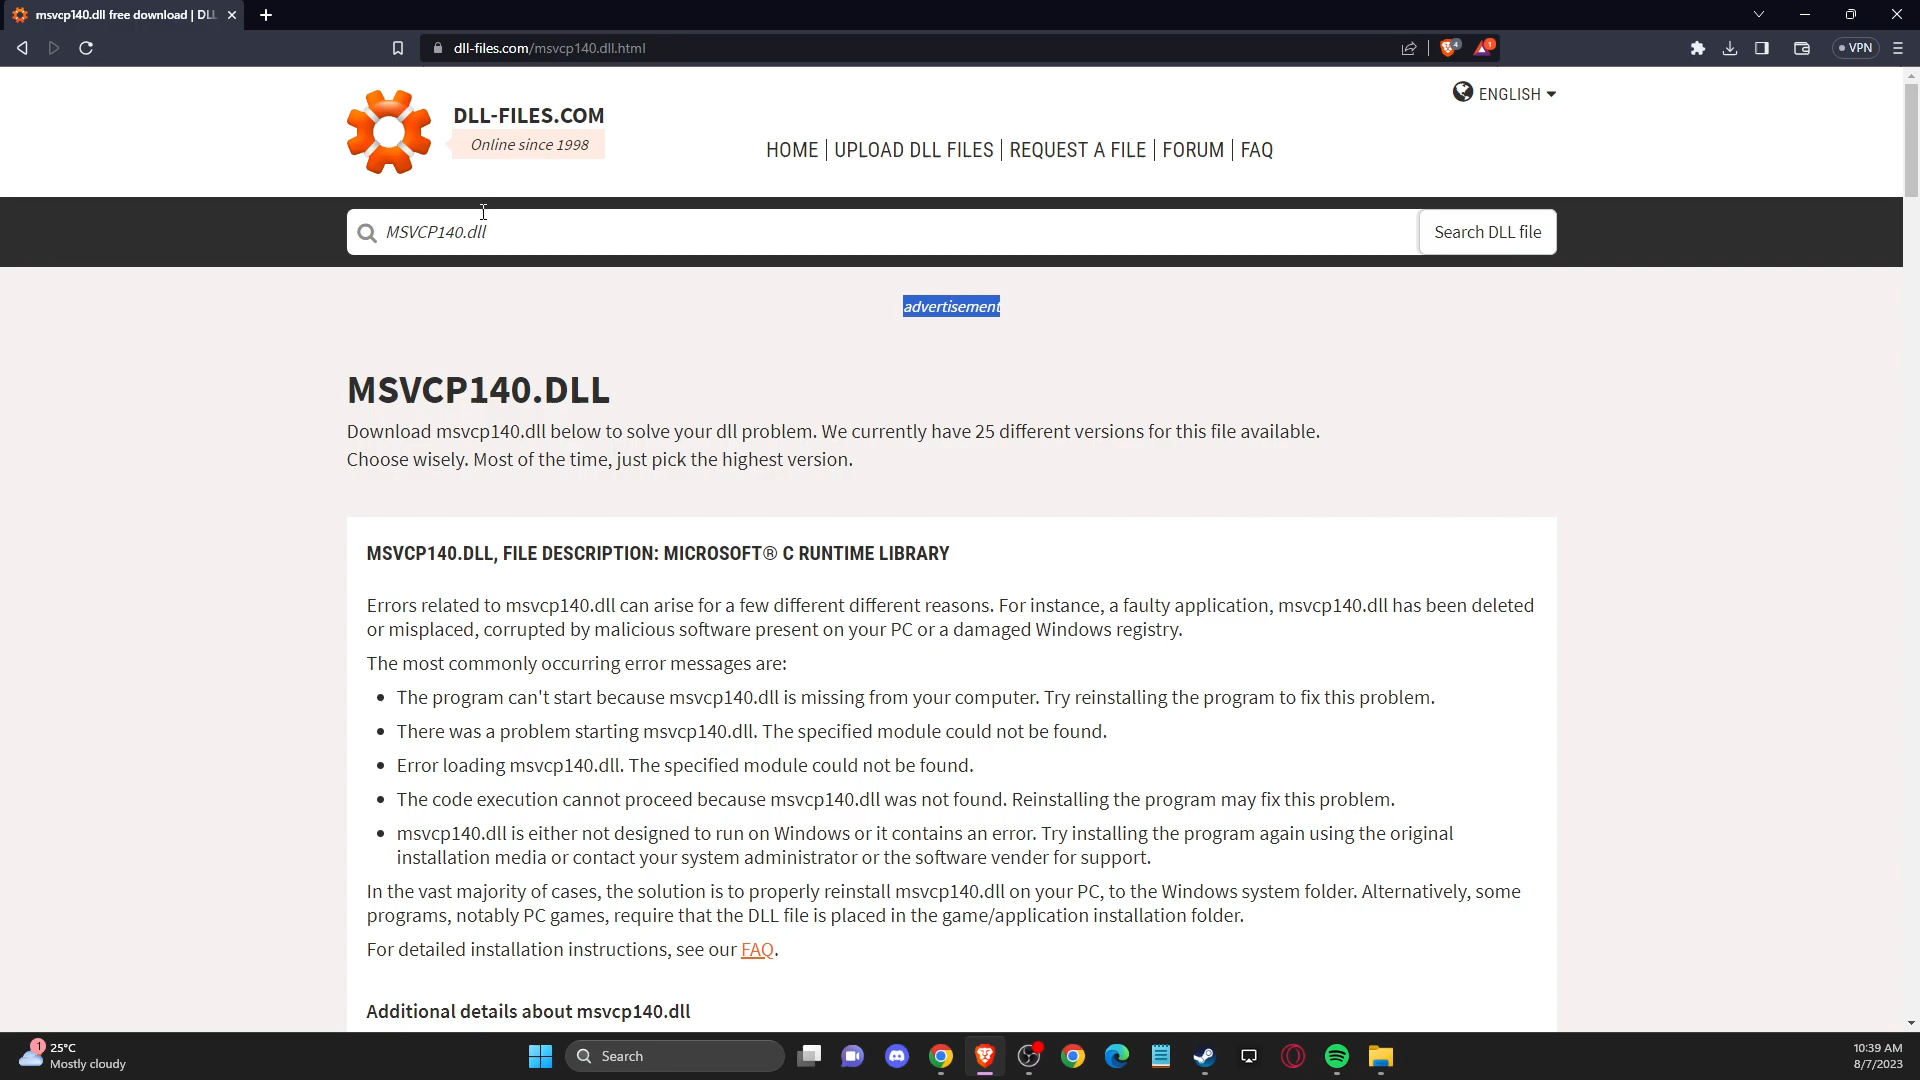 msvcp140.dll free download | DLL
dll-files.com/msvcp140.dll.html
4
1
VPN
DLL-FILES.COM
Online since 1998
ENGLISH
HOME | UPLOAD DLL FILES | REQUEST A FILE | FORUM | FAQ
MSVCP140.dll
Search DLL file
advertisement
MSVCP140.DLL
Download msvcp140.dll below to solve your dll problem. We currently have 25 different versions for this file available.
Choose wisely. Most of the time, just pick the highest version.
MSVCP140.DLL, FILE DESCRIPTION: MICROSOFT® C RUNTIME LIBRARY
Errors related to msvcp140.dll can arise for a few different different reasons. For instance, a faulty application, msvcp140.dll has been deleted
or misplaced, corrupted by malicious software present on your PC or a damaged Windows registry.
The most commonly occurring error messages are:
• The program can't start because msvcp140.dll is missing from your computer. Try reinstalling the program to fix this problem.
• There was a problem starting msvcp140.dll. The specified module could not be found.
• Error loading msvcp140.dll. The specified module could not be found.
• The code execution cannot proceed because msvcp140.dll was not found. Reinstalling the program may fix this problem.
• msvcp140.dll is either not designed to run on Windows or it contains an error. Try installing the program again using the original
installation media or contact your system administrator or the software vender for support.
In the vast majority of cases, the solution is to properly reinstall msvcp140.dll on your PC, to the Windows system folder. Alternatively, some
programs, notably PC games, require that the DLL file is placed in the game/application installation folder.
For detailed installation instructions, see our FAQ.
Additional details about msvcp140.dll
1
25°C
Mostly cloudy
Search
10:39 AM
8/7/2023